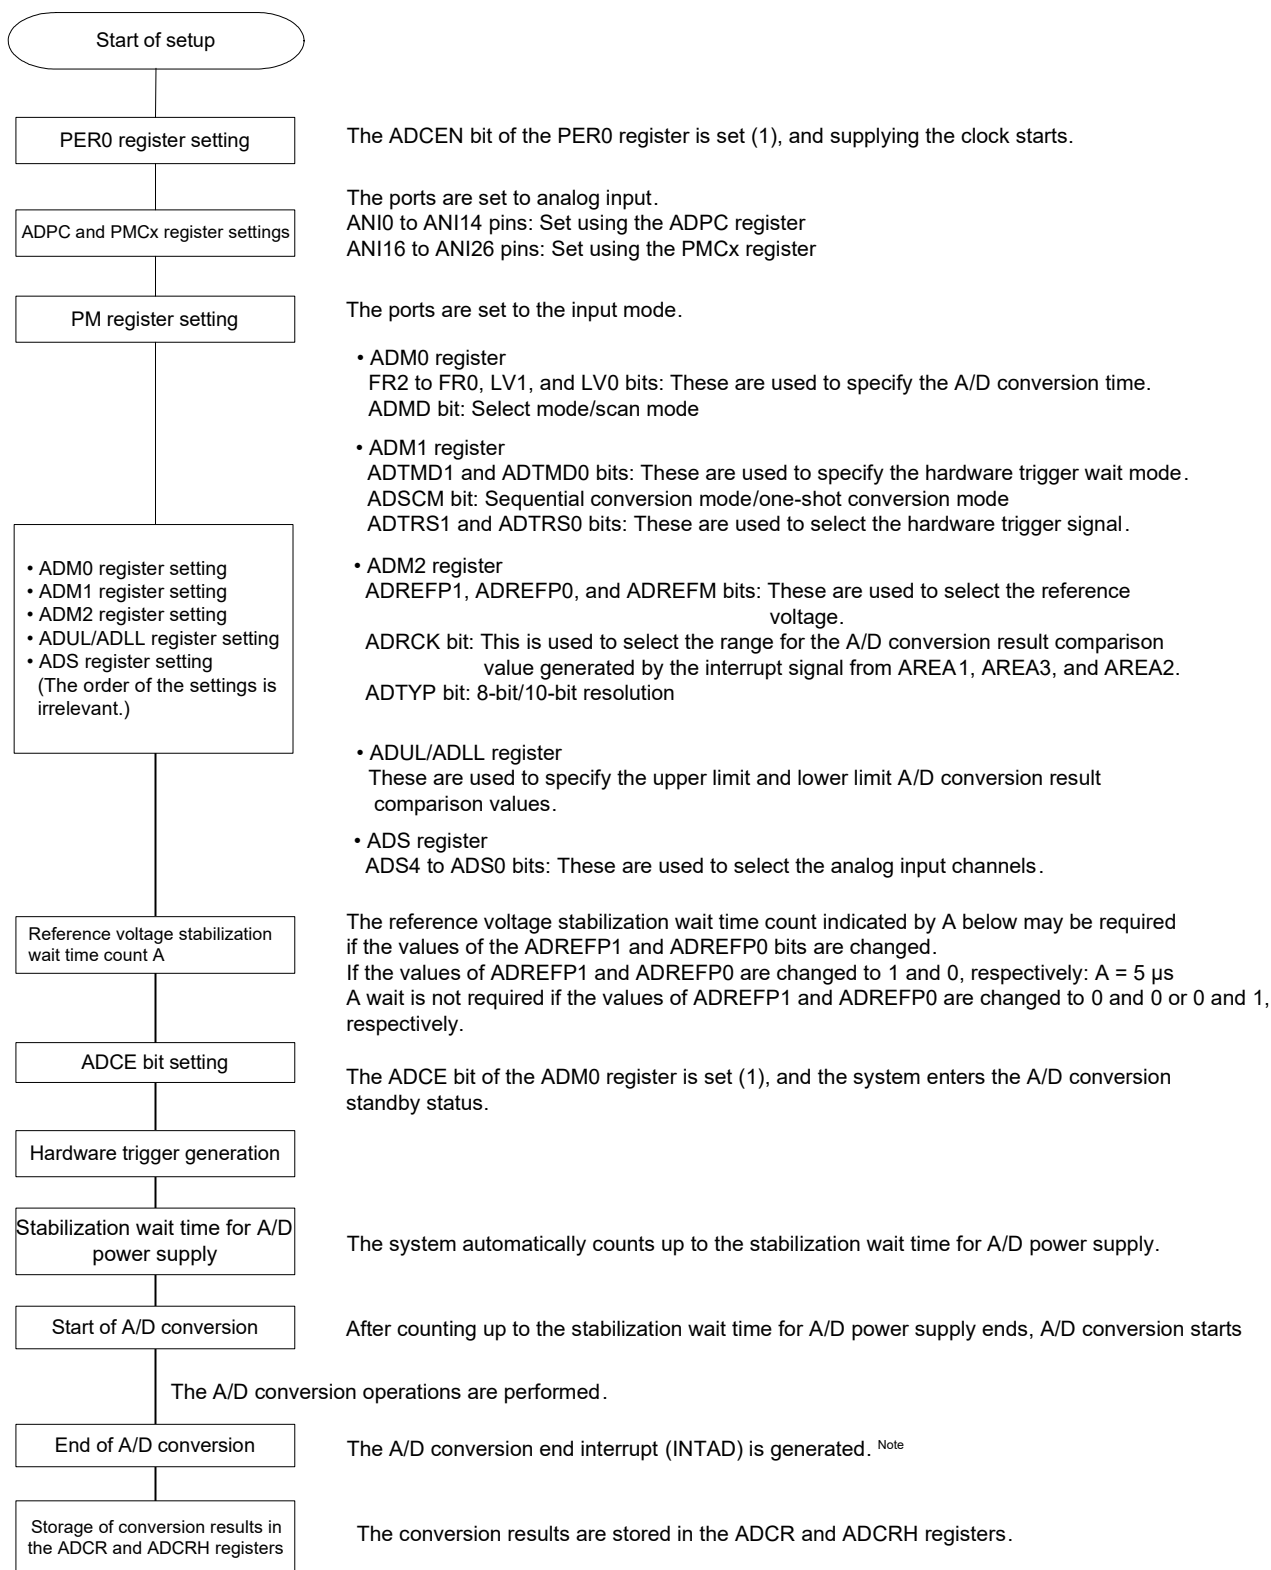 Start of setup
PER0 register setting
The ADCEN bit of the PER0 register is set (1), and supplying the clock starts.
ADPC and PMCx register settings
The ports are set to analog input.
ANI0 to ANI14 pins: Set using the ADPC register
ANI16 to ANI26 pins: Set using the PMCx register
PM register setting
The ports are set to the input mode.
• ADM0 register setting
• ADM1 register setting
• ADM2 register setting
• ADUL/ADLL register setting
• ADS register setting
(The order of the settings is
irrelevant.)
• ADM0 register
FR2 to FR0, LV1, and LV0 bits: These are used to specify the A/D conversion time.
ADMD bit: Select mode/scan mode
• ADM1 register
ADTMD1 and ADTMD0 bits: These are used to specify the hardware trigger wait mode.
ADSCM bit: Sequential conversion mode/one-shot conversion mode
ADTRS1 and ADTRS0 bits: These are used to select the hardware trigger signal.
• ADM2 register
ADREFP1, ADREFP0, and ADREFM bits: These are used to select the reference
voltage.
ADRCK bit: This is used to select the range for the A/D conversion result comparison
value generated by the interrupt signal from AREA1, AREA3, and AREA2.
ADTYP bit: 8-bit/10-bit resolution
• ADUL/ADLL register
These are used to specify the upper limit and lower limit A/D conversion result
comparison values.
• ADS register
ADS4 to ADS0 bits: These are used to select the analog input channels.
Reference voltage stabilization
wait time count A
The reference voltage stabilization wait time count indicated by A below may be required
if the values of the ADREFP1 and ADREFP0 bits are changed.
If the values of ADREFP1 and ADREFP0 are changed to 1 and 0, respectively: A = 5 µs
A wait is not required if the values of ADREFP1 and ADREFP0 are changed to 0 and 0 or 0 and 1,
respectively.
ADCE bit setting
The ADCE bit of the ADM0 register is set (1), and the system enters the A/D conversion
standby status.
Hardware trigger generation
Stabilization wait time for A/D
power supply
The system automatically counts up to the stabilization wait time for A/D power supply.
Start of A/D conversion
After counting up to the stabilization wait time for A/D power supply ends, A/D conversion starts
The A/D conversion operations are performed.
End of A/D conversion
The A/D conversion end interrupt (INTAD) is generated. Note
Storage of conversion results in
the ADCR and ADCRH registers
The conversion results are stored in the ADCR and ADCRH registers.